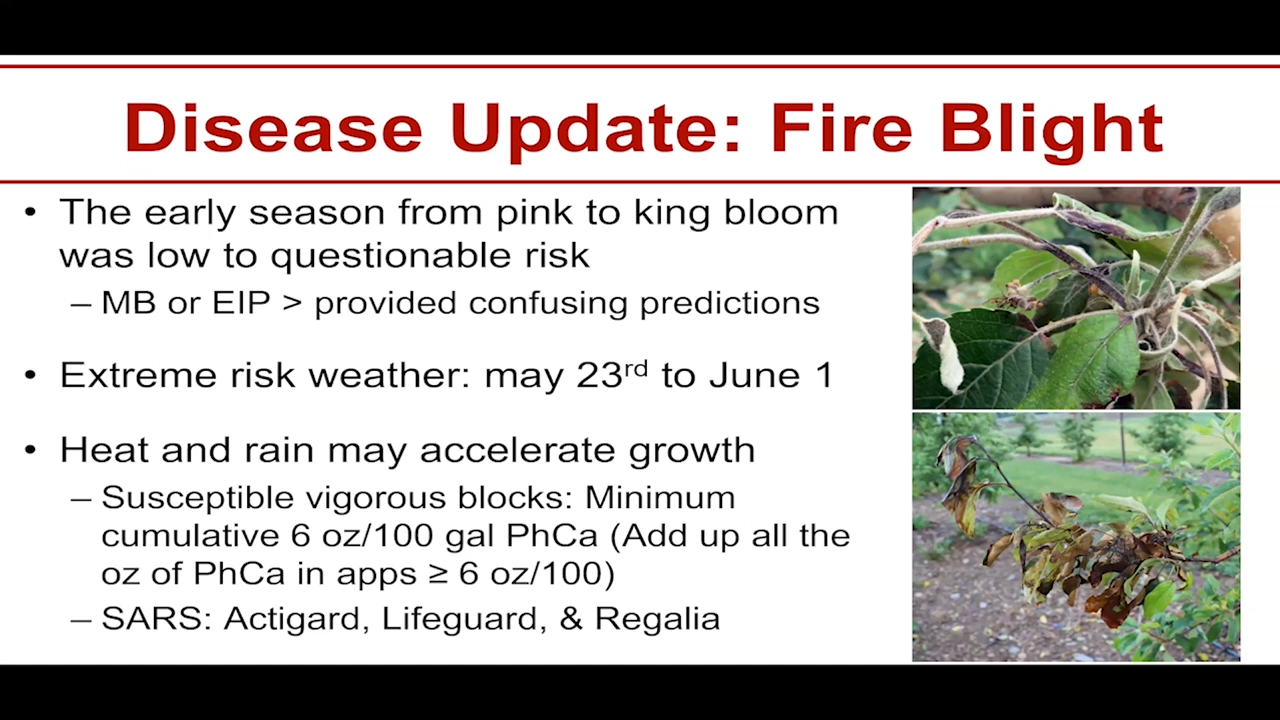 Disease Update: Fire Blight
• The early season from pink to king bloom
was low to questionable risk
– MB or EIP > provided confusing predictions
• Extreme risk weather: may 23rd to June 1
• Heat and rain may accelerate growth
– Susceptible vigorous blocks: Minimum
cumulative 6 oz/100 gal PhCa (Add up all the
oz of PhCa in apps ≥ 6 oz/100)
– SARS: Actigard, Lifeguard, & Regalia